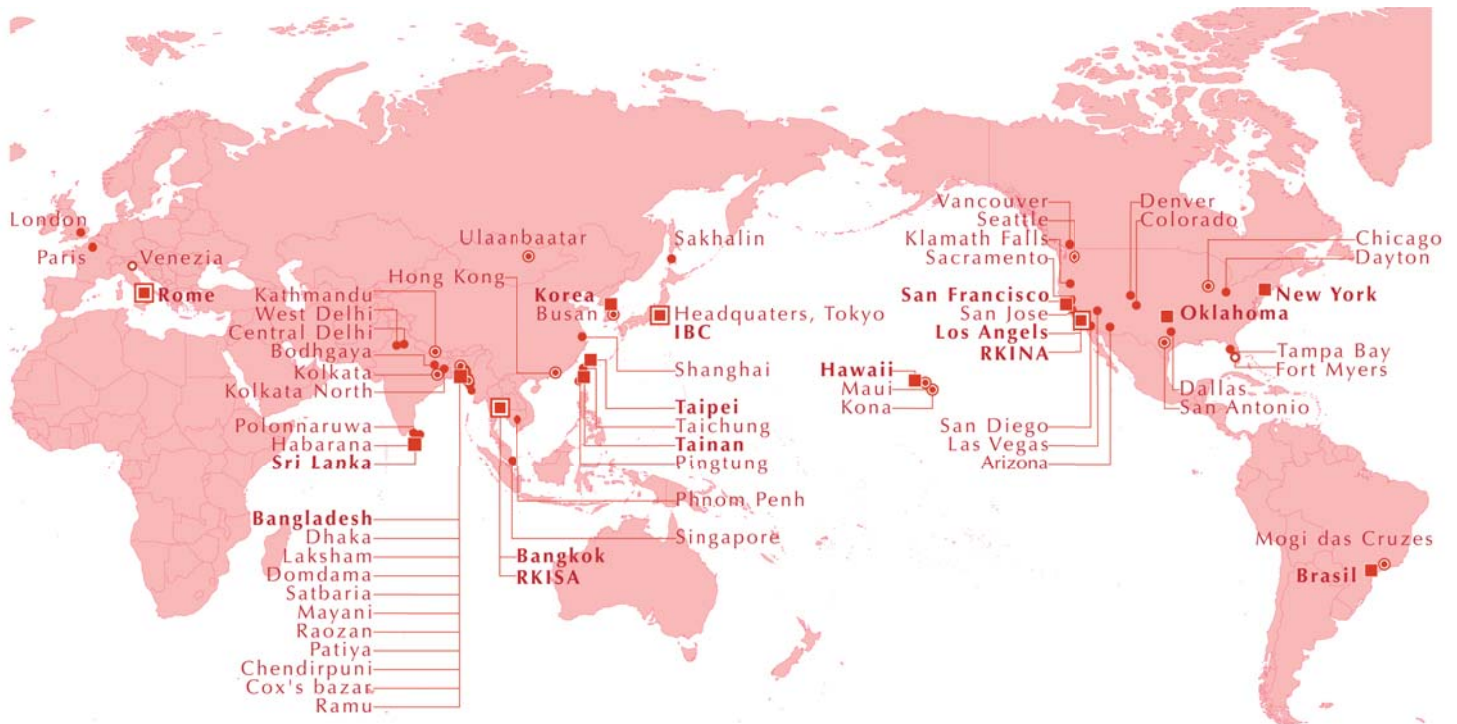 London
Paris
Venezia
Rome
Ulaanbaatar
Hong Kong
Kathmandu
West Delhi
Central Delhi
Bodhgaya
Kolkata
Kolkata North
Polonnaruwa
Habarana
Sri Lanka
Bangladesh
Dhaka
Laksham
Domdama
Satbaria
Mayani
Raozan
Patiya
Chendirpuni
Cox's bazar
Ramu
Sakhalin
Korea
Busan
Headquaters, Tokyo
IBC
Shanghai
Taipei
Taichung
Tainan
Pingtung
Phnom Penh
Singapore
Bangkok
RKISA
Hawaii
Maui
Kona
Vancouver
Seattle
Klamath Falls
Sacramento
San Francisco
San Jose
Los Angels
RKINA
San Diego
Las Vegas
Arizona
Denver
Colorado
Chicago
Dayton
New York
Oklahoma
Tampa Bay
Fort Myers
Dallas
San Antonio
Mogi das Cruzes
Brasil